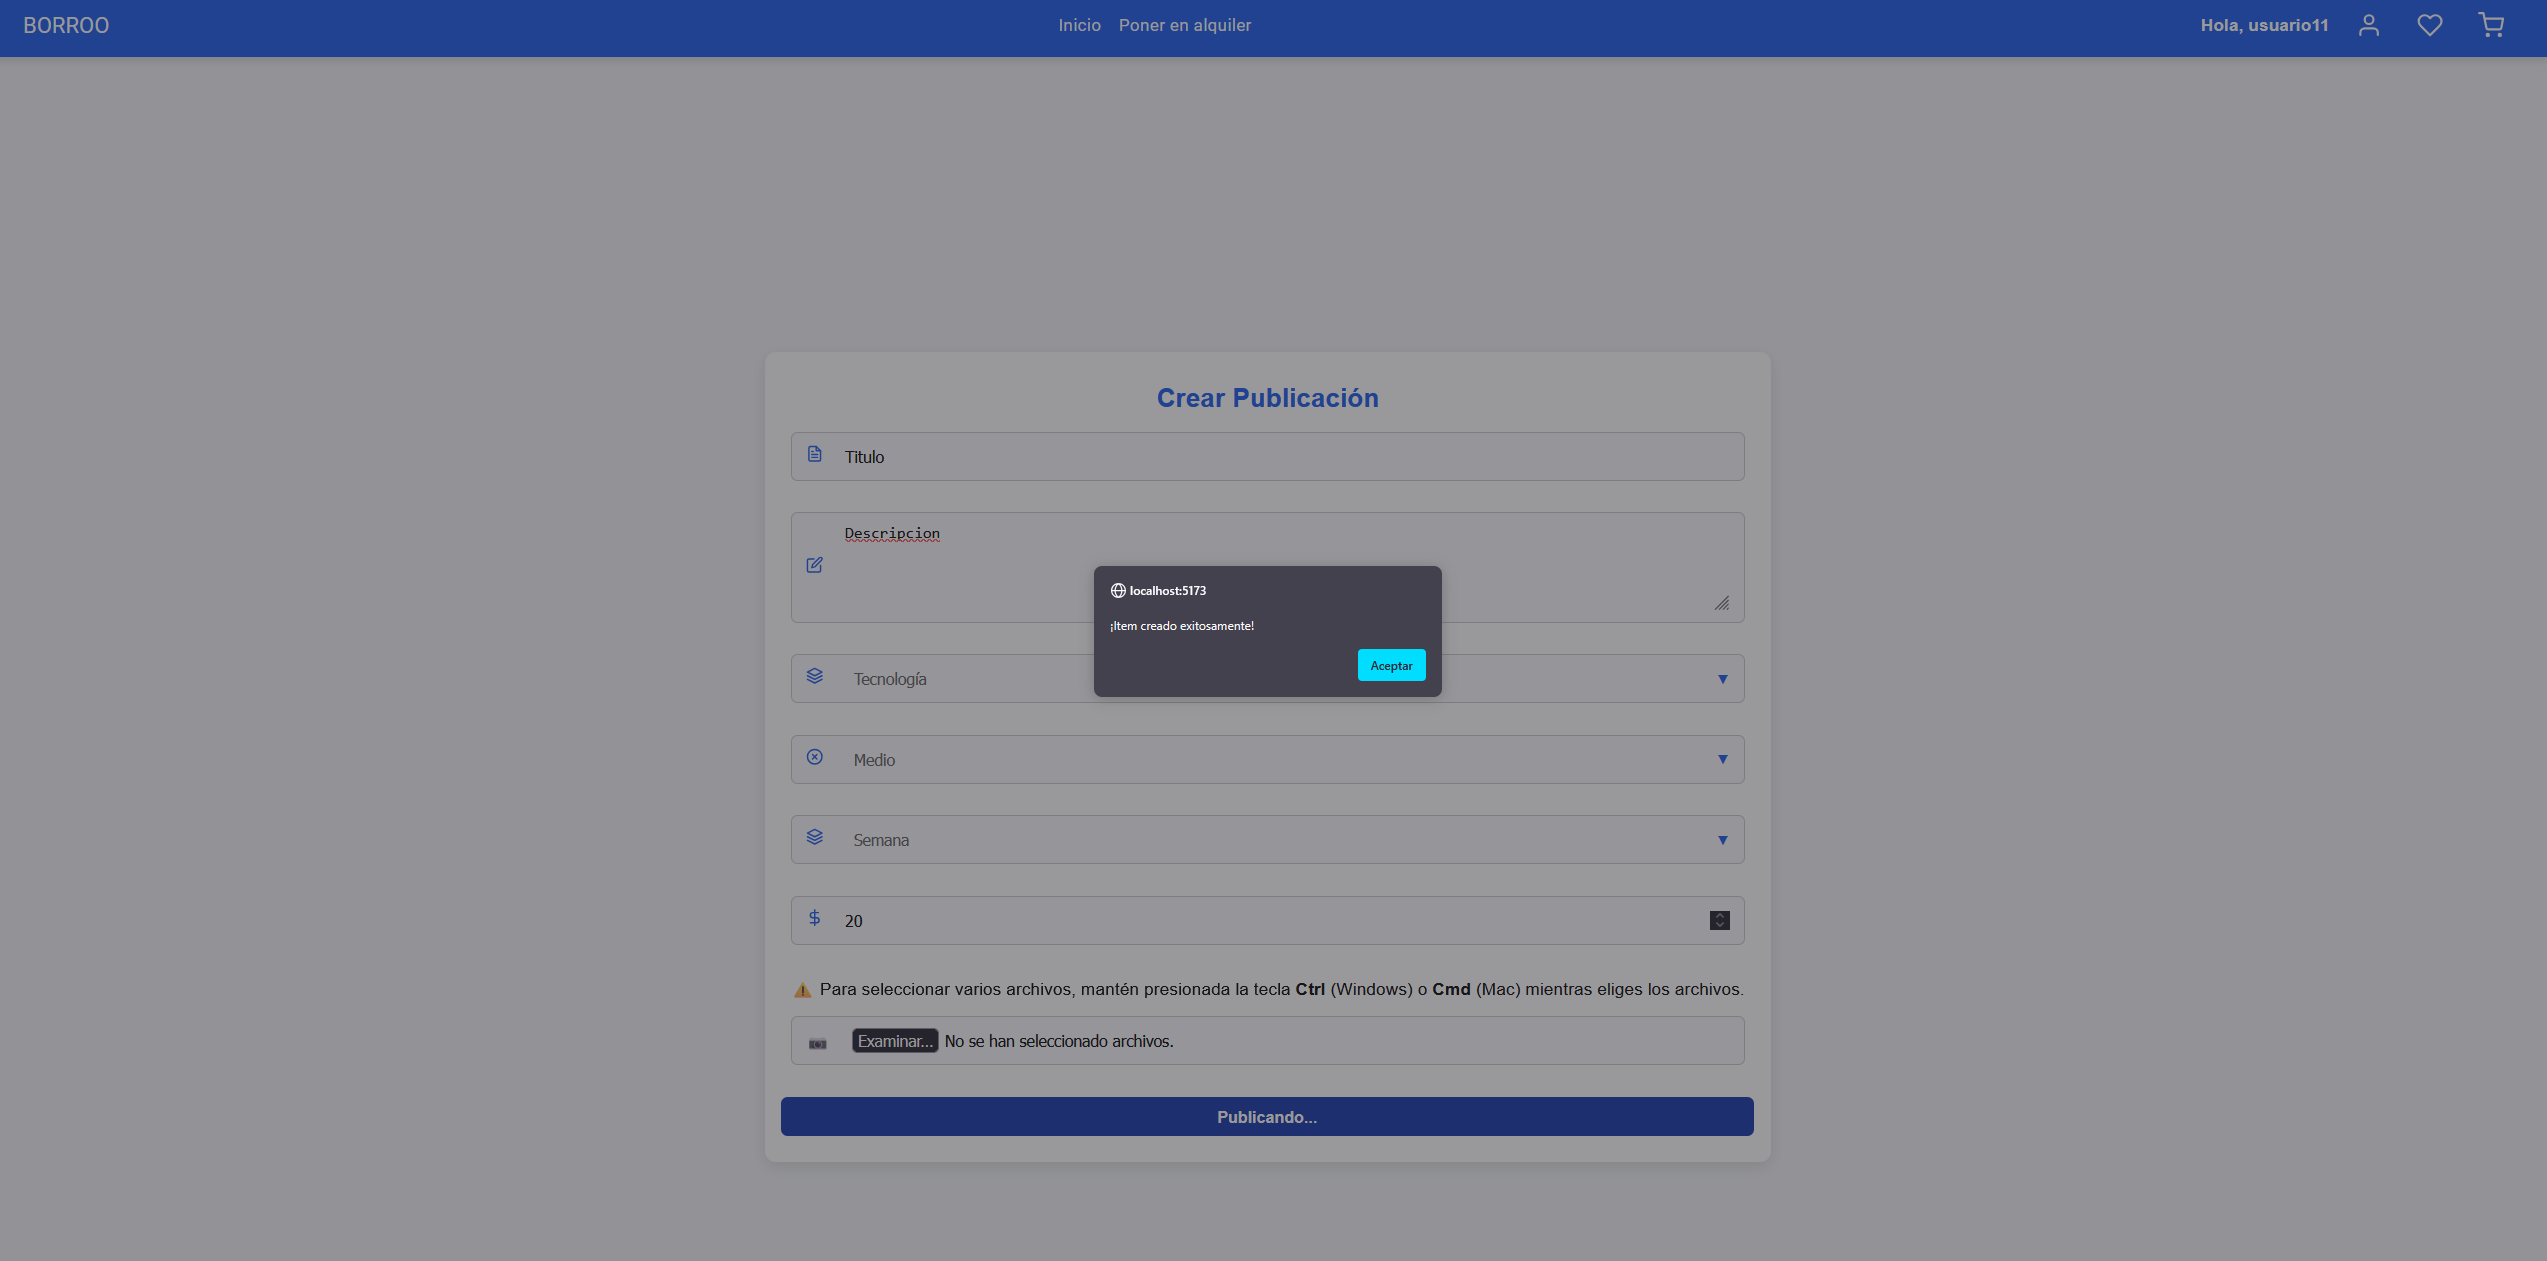 BORROO
Inicio Poner en alquiler
Hola, usuario11
Crear Publicación
Titulo
Descripcion
localhost:5173
¡Item creado exitosamente!
Aceptar
Tecnología
Medio
Semana
20
Para seleccionar varios archivos, mantén presionada la tecla Ctrl (Windows) o Cmd (Mac) mientras eliges los archivos.
Examinar... No se han seleccionado archivos.
Publicando...